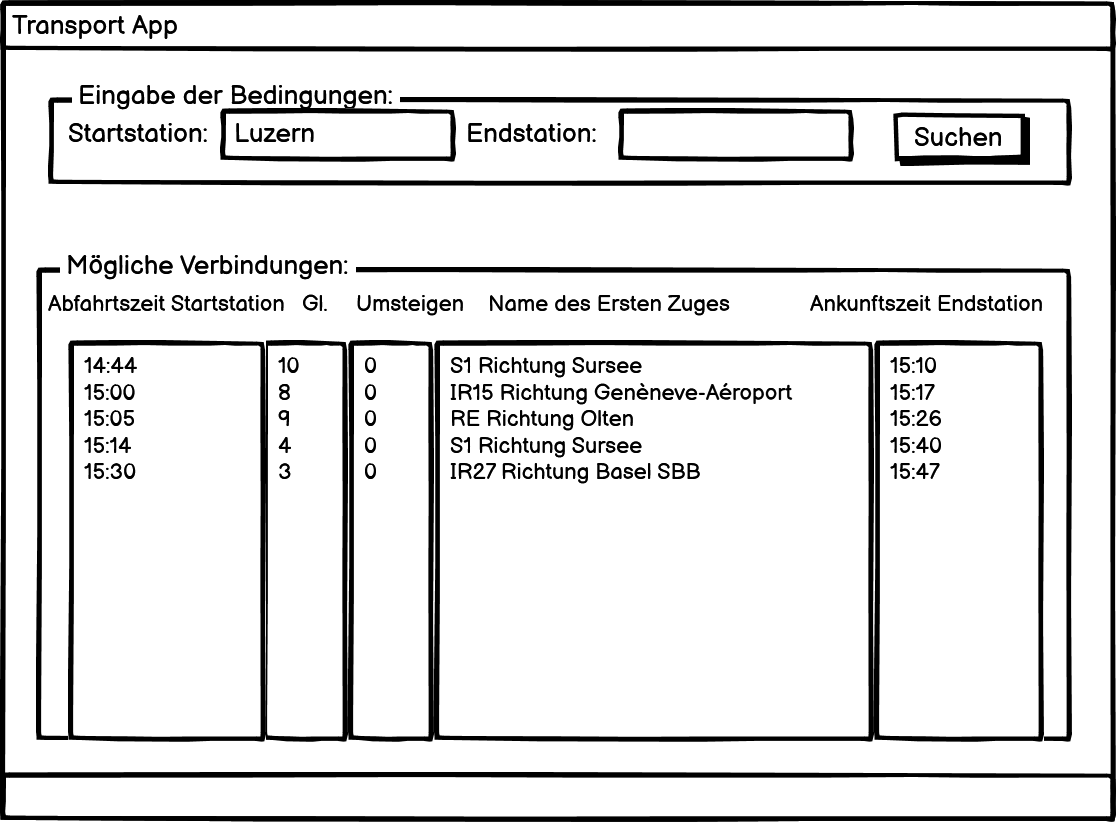 Transport App
Eingabe der Bedingungen:
Startstation: Luzern Endstation: Suchen
Mögliche Verbindungen:
Abfahrtszeit Startstation Gl. Umsteigen Name des Ersten Zuges Ankunftszeit Endstation
14:44 10 0 S1 Richtung Sursee 15:10
15:00 8 0 IR15 Richtung Genèneve-Aéroport 15:17
15:05 9 0 RE Richtung Olten 15:26
15:14 4 0 S1 Richtung Sursee 15:40
15:30 3 0 IR27 Richtung Basel SBB 15:47